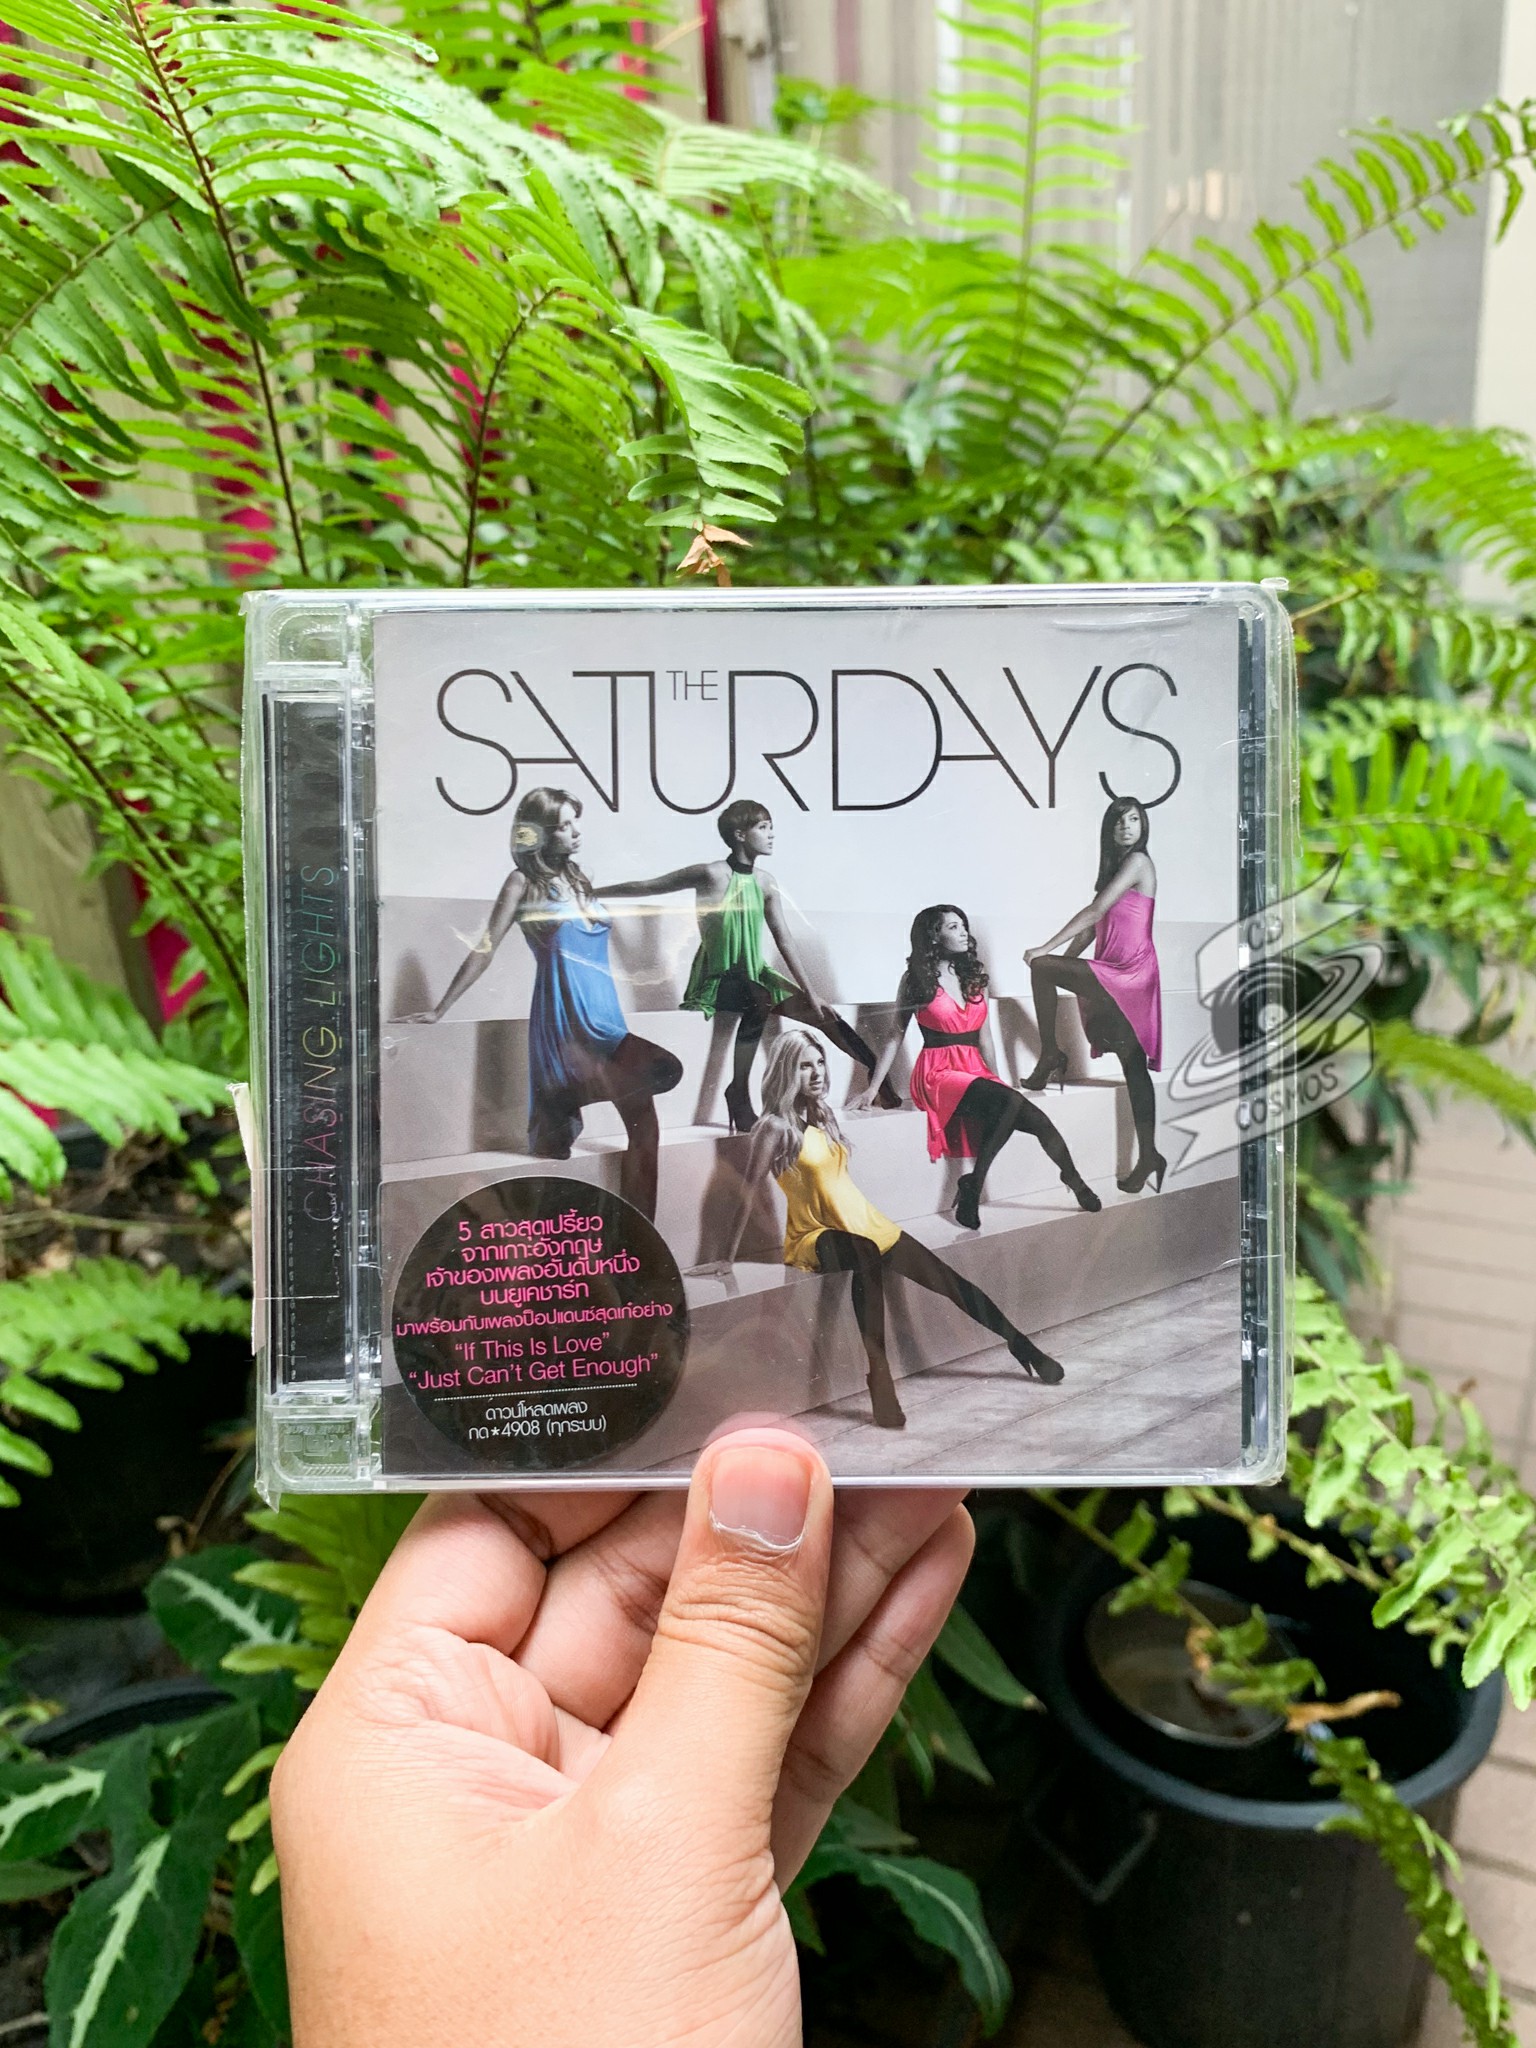 THE
SATURDAYS
CHASING LIGHTS
5 สาวสุดเปรี้ยว
จากเกาะอังกฤษ
เจ้าของเพลงอันดับหนึ่ง
บนยูเคชาร์ท
มาพร้อมกับเพลงป็อปแดนซ์สุดเก๋อย่าง
"If This Is Love"
"Just Can't Get Enough"
ดาวน์โหลดเพลง
กด*4908 (ทุกระบบ)
CD
COSMOS